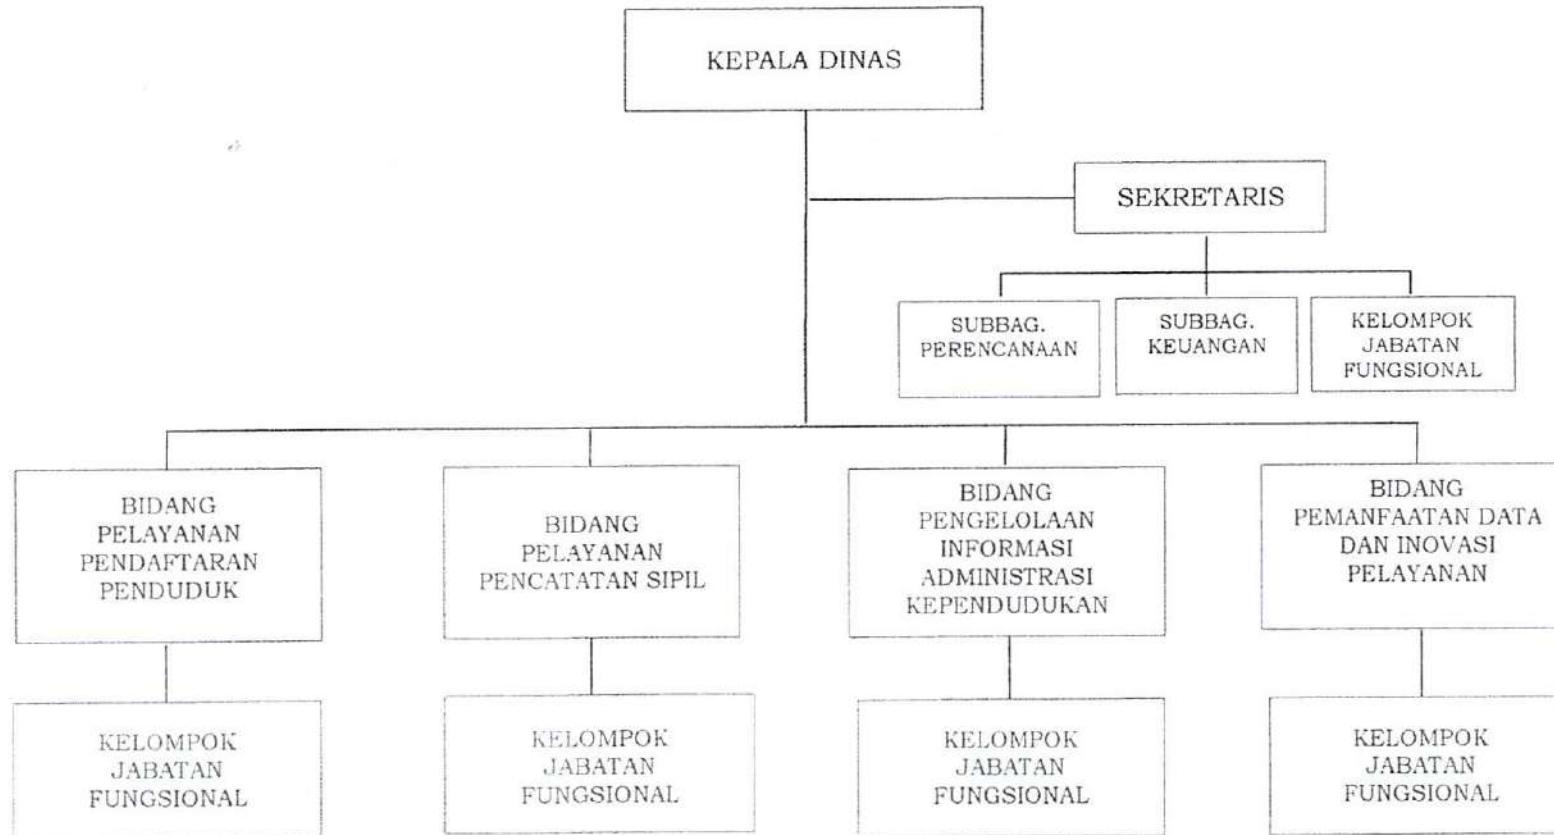 KEPALA DINAS
SEKRETARIS
SUBBAG.
PERENCANAAN
SUBBAG.
KEUANGAN
KELOMPOK
JABATAN
FUNGSIONAL
BIDANG
PELAYANAN
PENDAFTARAN
PENDUDUK
BIDANG
PELAYANAN
PENCATATAN SIPIL
BIDANG
PENGELOLAAN
INFORMASI
ADMINISTRASI
KEPENDUDUKAN
BIDANG
PEMANFAATAN DATA
DAN INOVASI
PELAYANAN
KELOMPOK
JABATAN
FUNGSIONAL
KELOMPOK
JABATAN
FUNGSIONAL
KELOMPOK
JABATAN
FUNGSIONAL
KELOMPOK
JABATAN
FUNGSIONAL